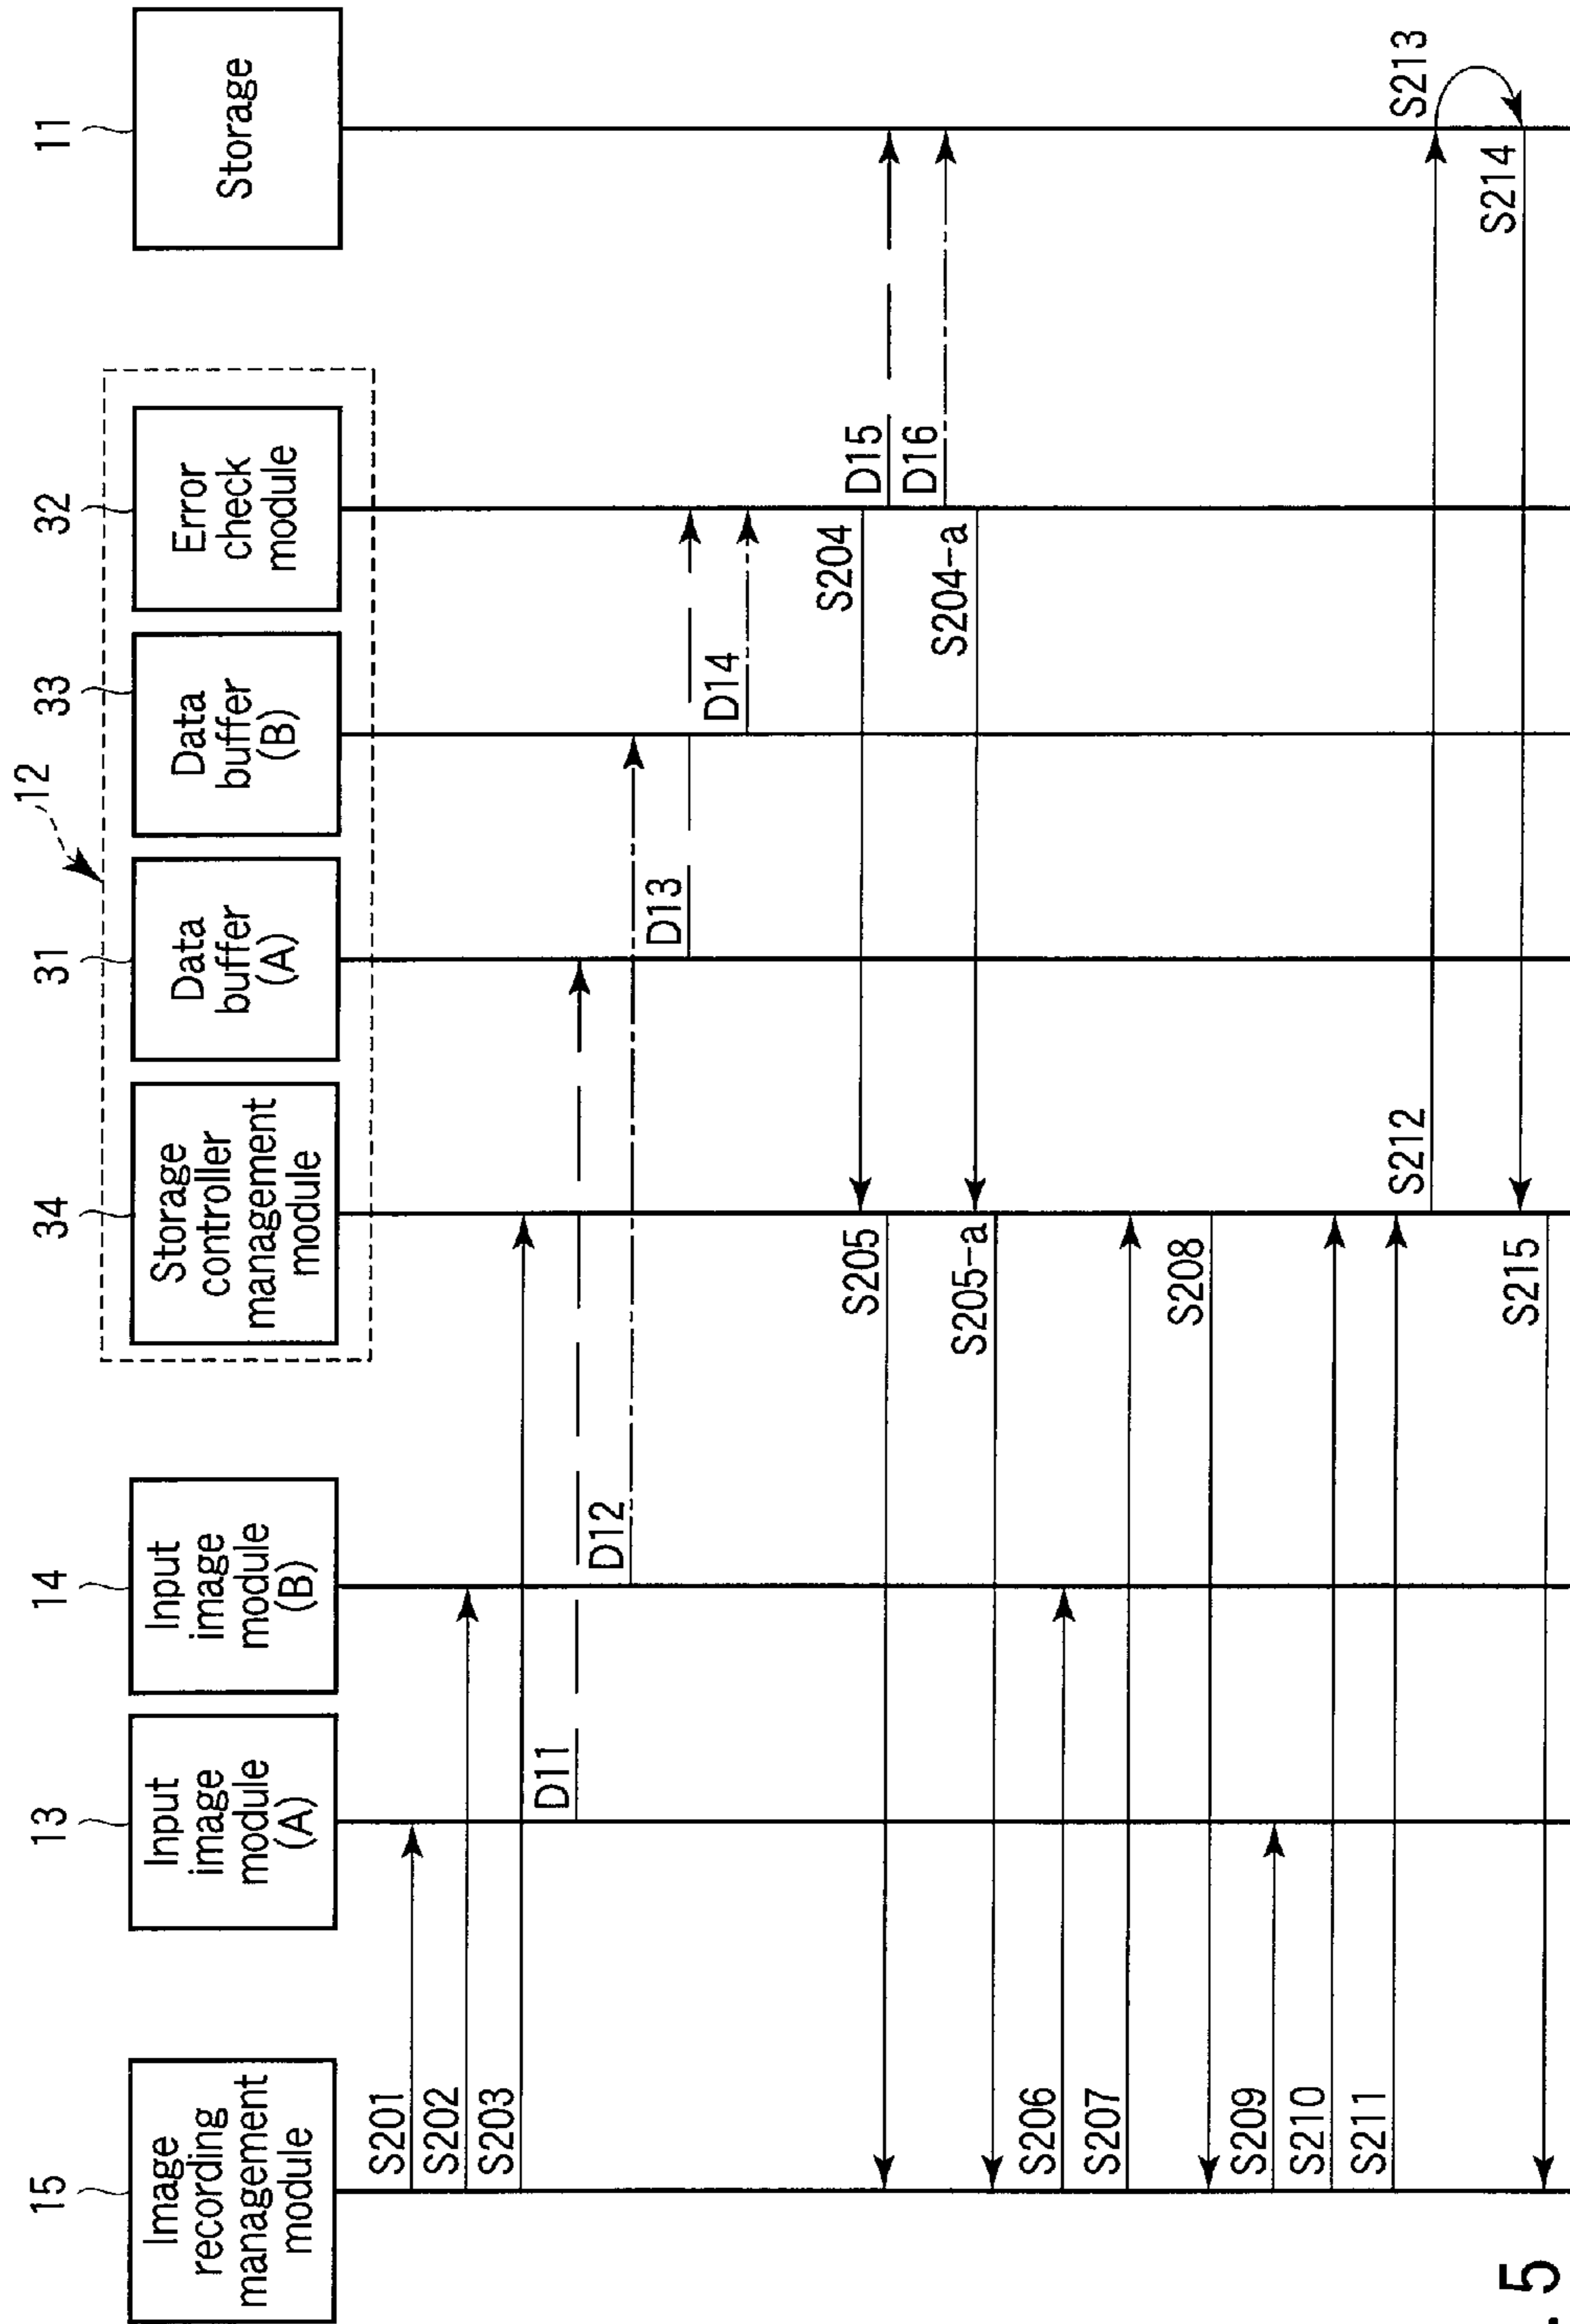 15
Image
recording
management
module
13
Input
image
module
(A)
14
Input
image
module
(B)
12
34
Storage
controller
management
module
31
Data
buffer
(A)
33
Data
buffer
(B)
32
Error
check
module
11
Storage
S201
S202
S203
D11
D12
D13
D14
S204
D15
S205
D16
S204-a
S205-a
S206
S207
S208
S209
S210
S211
S212
S213
S214
S215
. 5